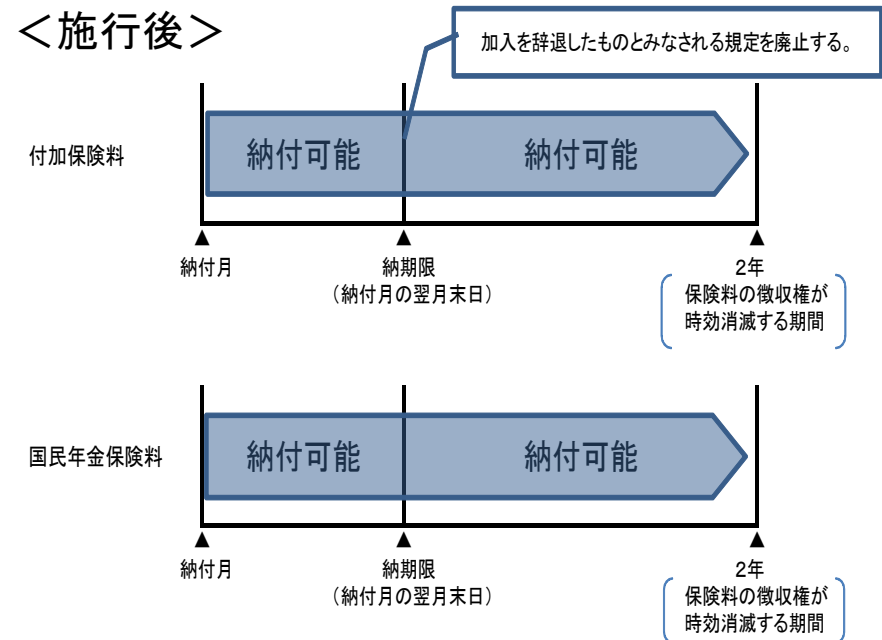 ＜施行後＞
加入を辞退したものとみなされる規定を廃止する。
付加保険料
納付可能
納付可能
▲
▲
▲
納付月
納期限
（納付月の翌月末日）
2年
保険料の徴収権が
時効消滅する期間
国民年金保険料
納付可能
納付可能
▲
▲
▲
納付月
納期限
（納付月の翌月末日）
2年
保険料の徴収権が
時効消滅する期間